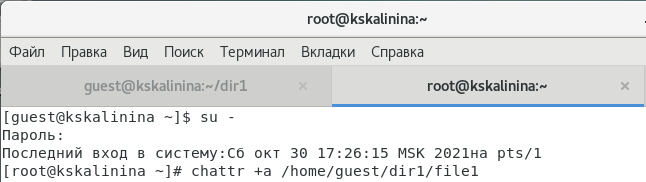 root@kskalinina:~
Файл Правка Вид Поиск Терминал Вкладки Справка
guest@kskalinina:~/dir1 × root@kskalinina:~ ×
[guest@kskalinina ~]$ su -
Пароль:
Последний вход в систему:Сб окт 30 17:26:15 MSK 2021на pts/1
[root@kskalinina ~]# chattr +a /home/guest/dir1/file1